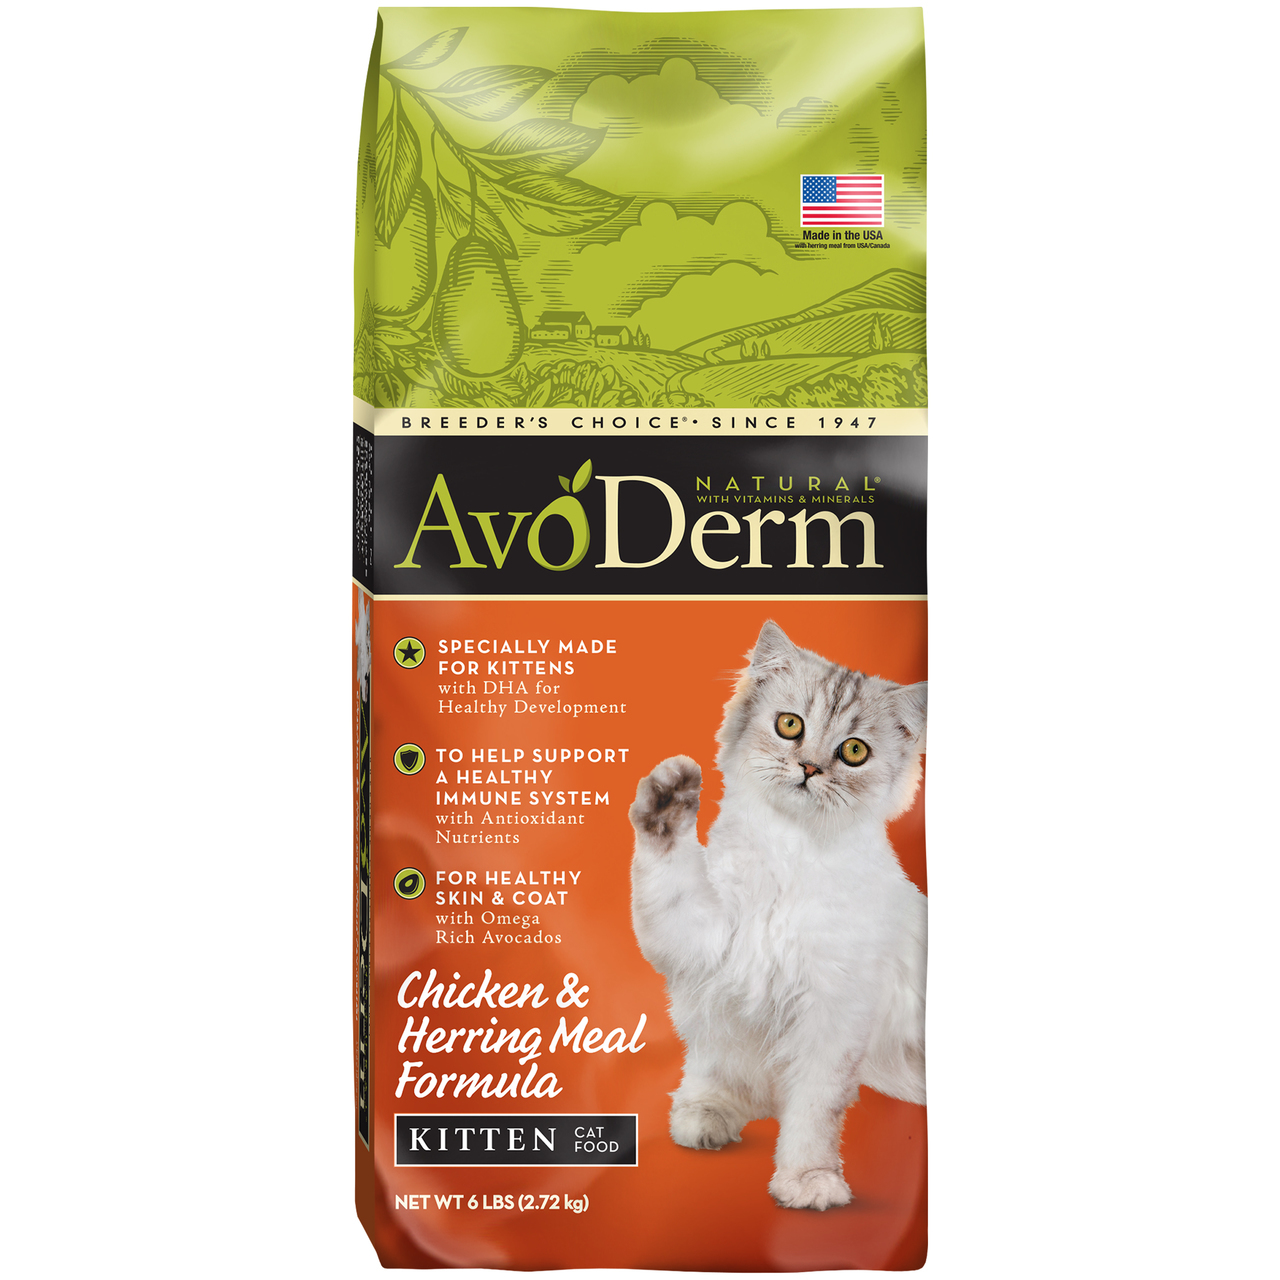 Made in the USA
with herring meal from USA/Canada
BREEDER'S CHOICE®• SINCE 1947
NATURAL®
WITH VITAMINS & MINERALS
AvoDerm
SPECIALLY MADE
FOR KITTENS
with DHA for
Healthy Development
TO HELP SUPPORT
A HEALTHY
IMMUNE SYSTEM
with Antioxidant
Nutrients
FOR HEALTHY
SKIN & COAT
with Omega
Rich Avocados
Chicken &
Herring Meal
Formula
KITTEN CAT
FOOD
NET WT 6 LBS (2.72 kg)